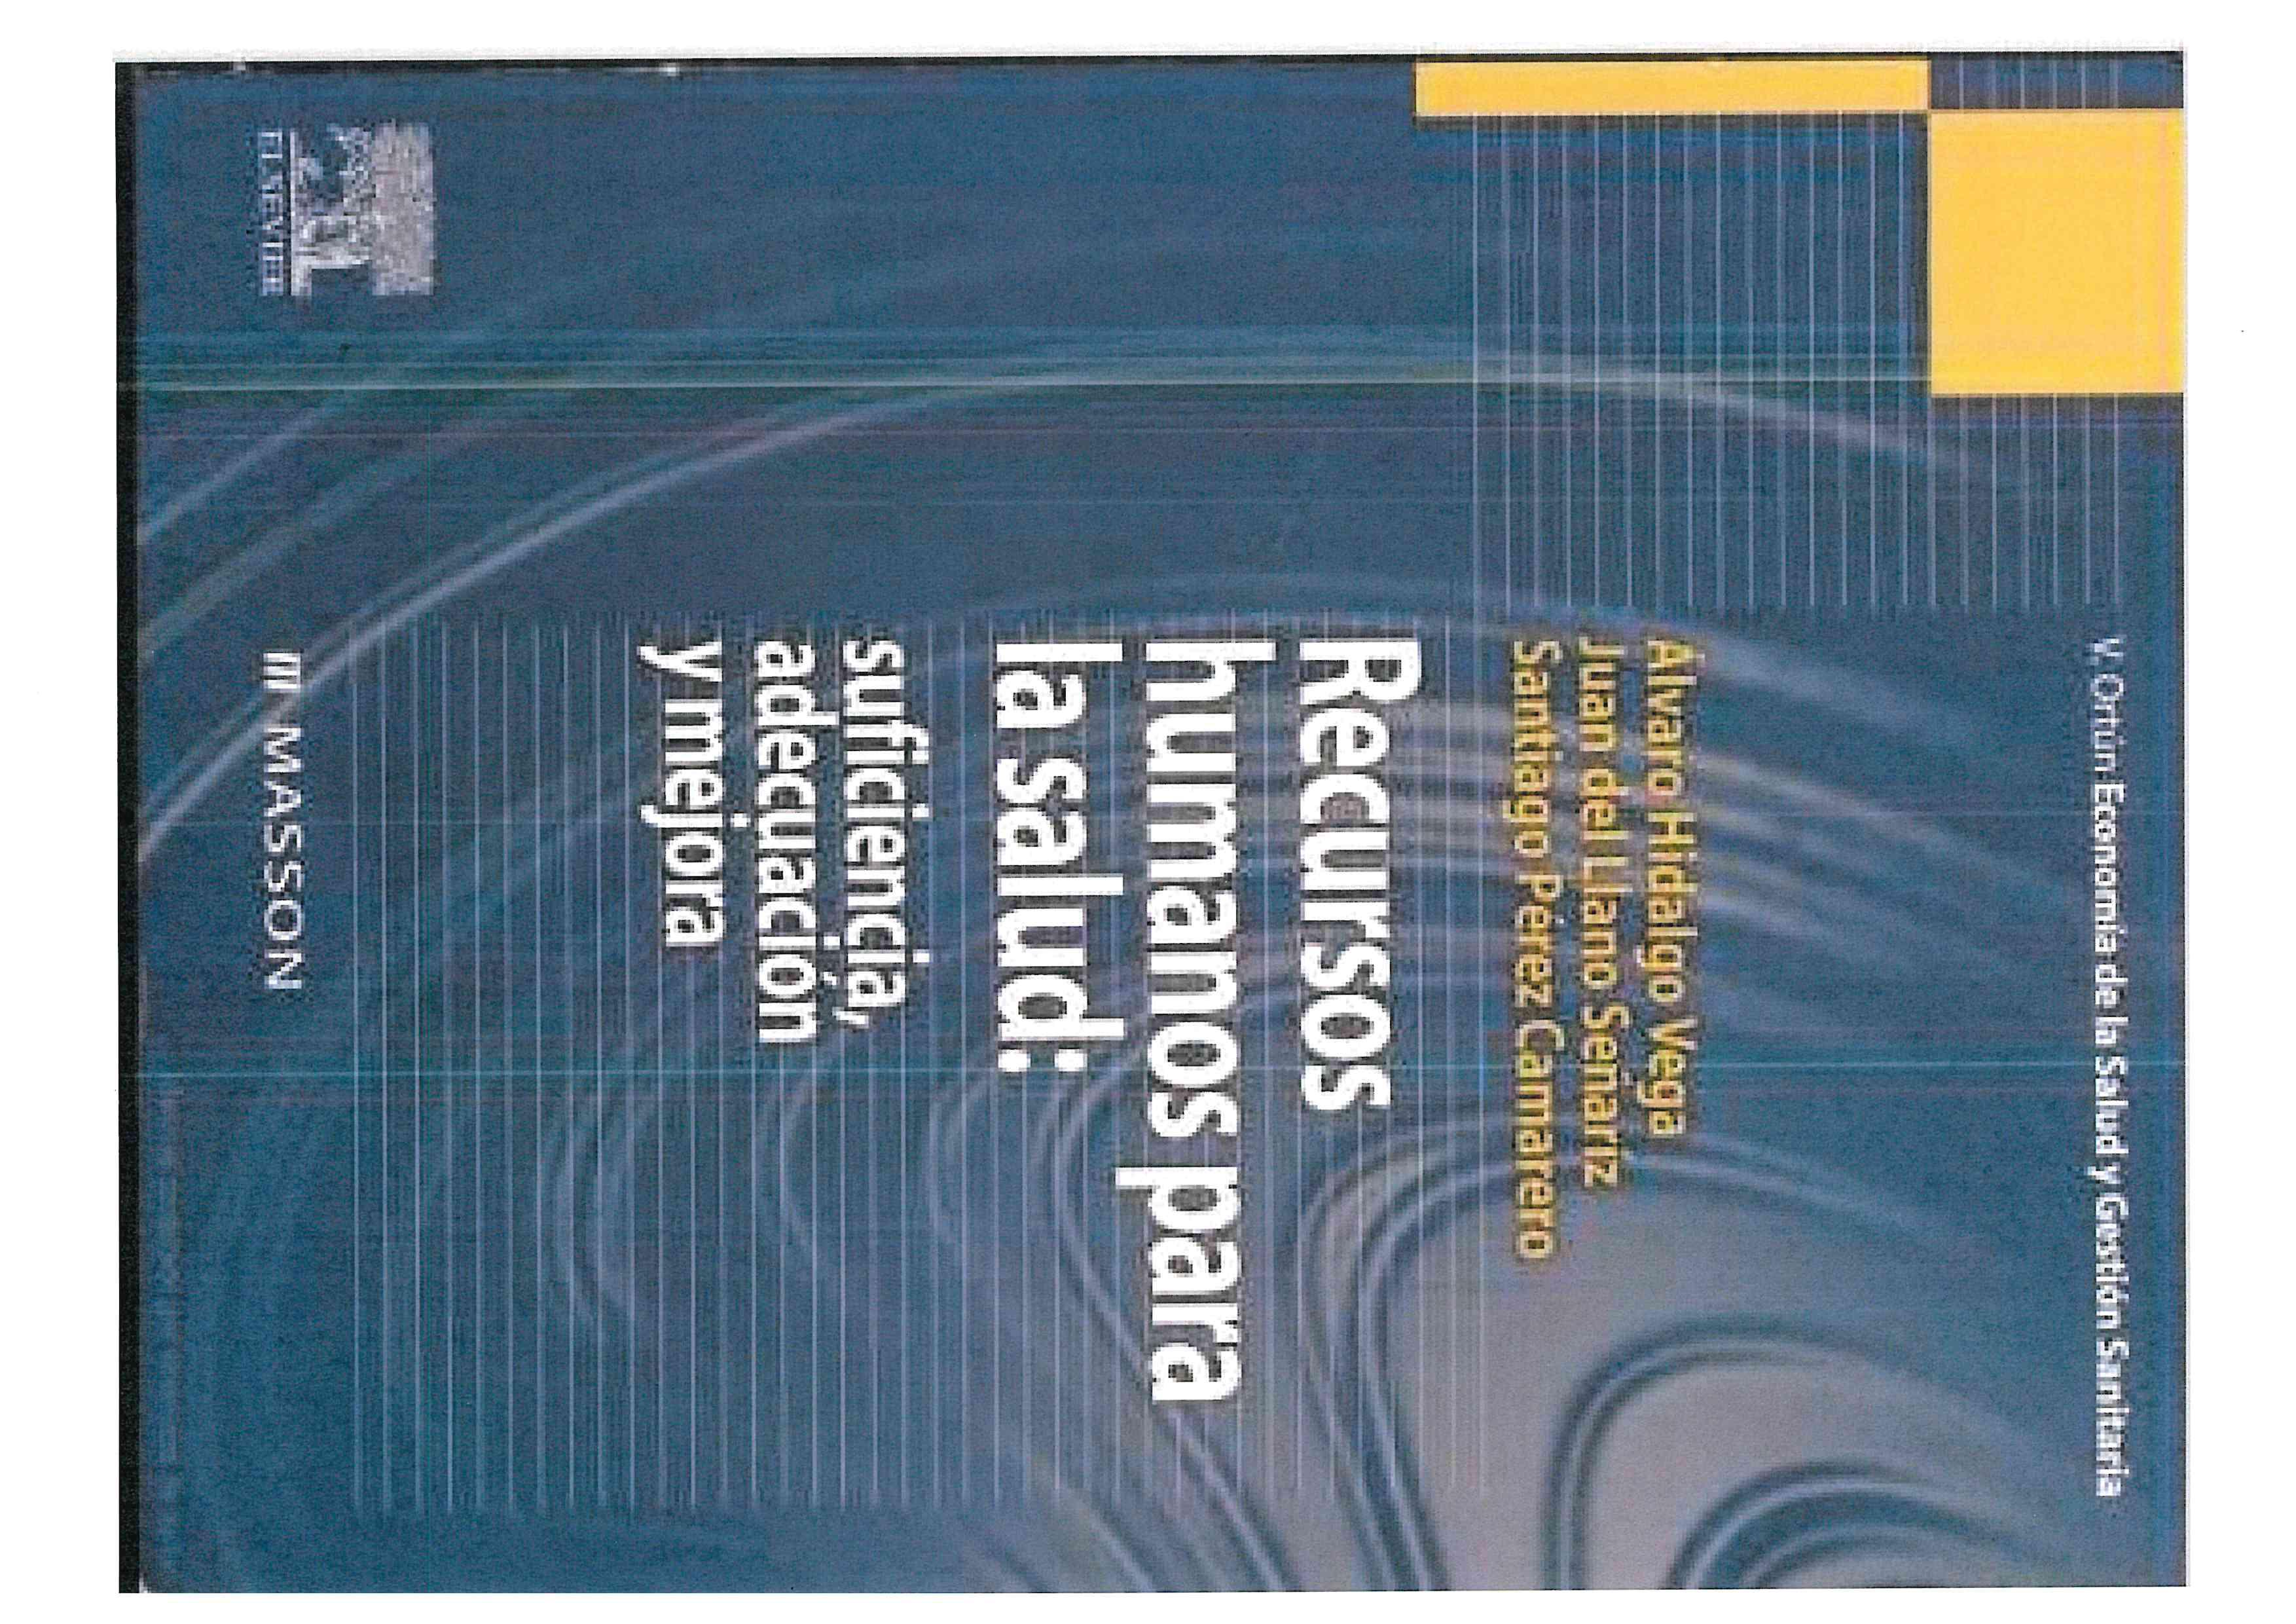 V. Ortún Economía de la Salud y Gestión Sanitaria
Álvaro Hidalgo Vega
Juan del Llano Señaríz
Santiago Pérez Camarero
Recursos
humanos para
la salud:
suficiencia,
adecuación
y mejora
ELSEVIER
MASSON